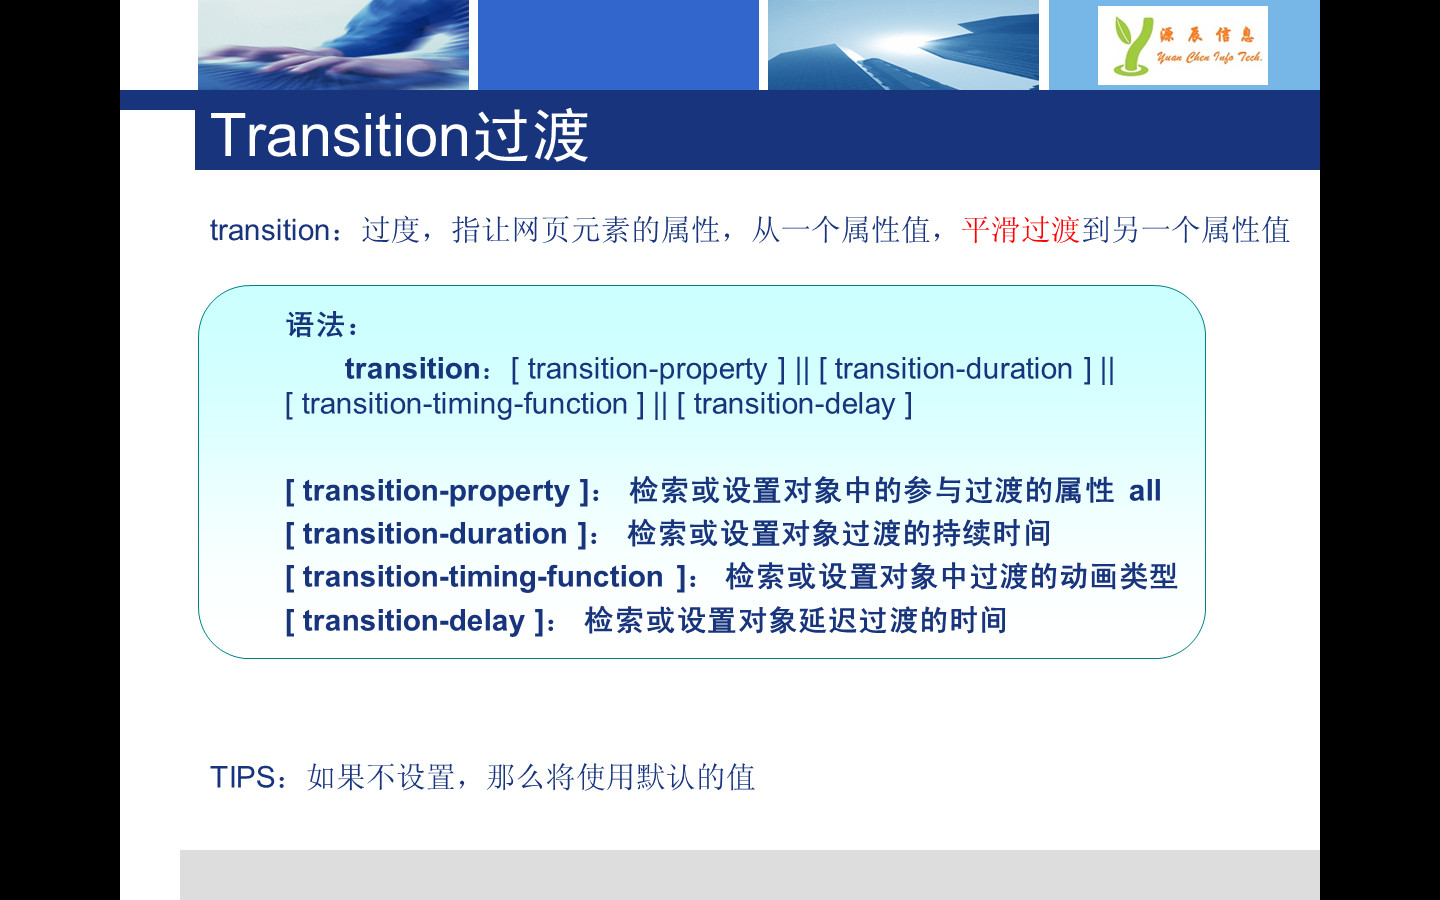 源辰信息
Yuan Chen Info Tech.
Transition过渡
transition：过度，指让网页元素的属性，从一个属性值，平滑过渡到另一个属性值
语法：
transition：[ transition-property ] || [ transition-duration ] ||
[ transition-timing-function ] || [ transition-delay ]
[ transition-property ]： 检索或设置对象中的参与过渡的属性 all
[ transition-duration ]： 检索或设置对象过渡的持续时间
[ transition-timing-function ]： 检索或设置对象中过渡的动画类型
[ transition-delay ]： 检索或设置对象延迟过渡的时间
TIPS：如果不设置，那么将使用默认的值